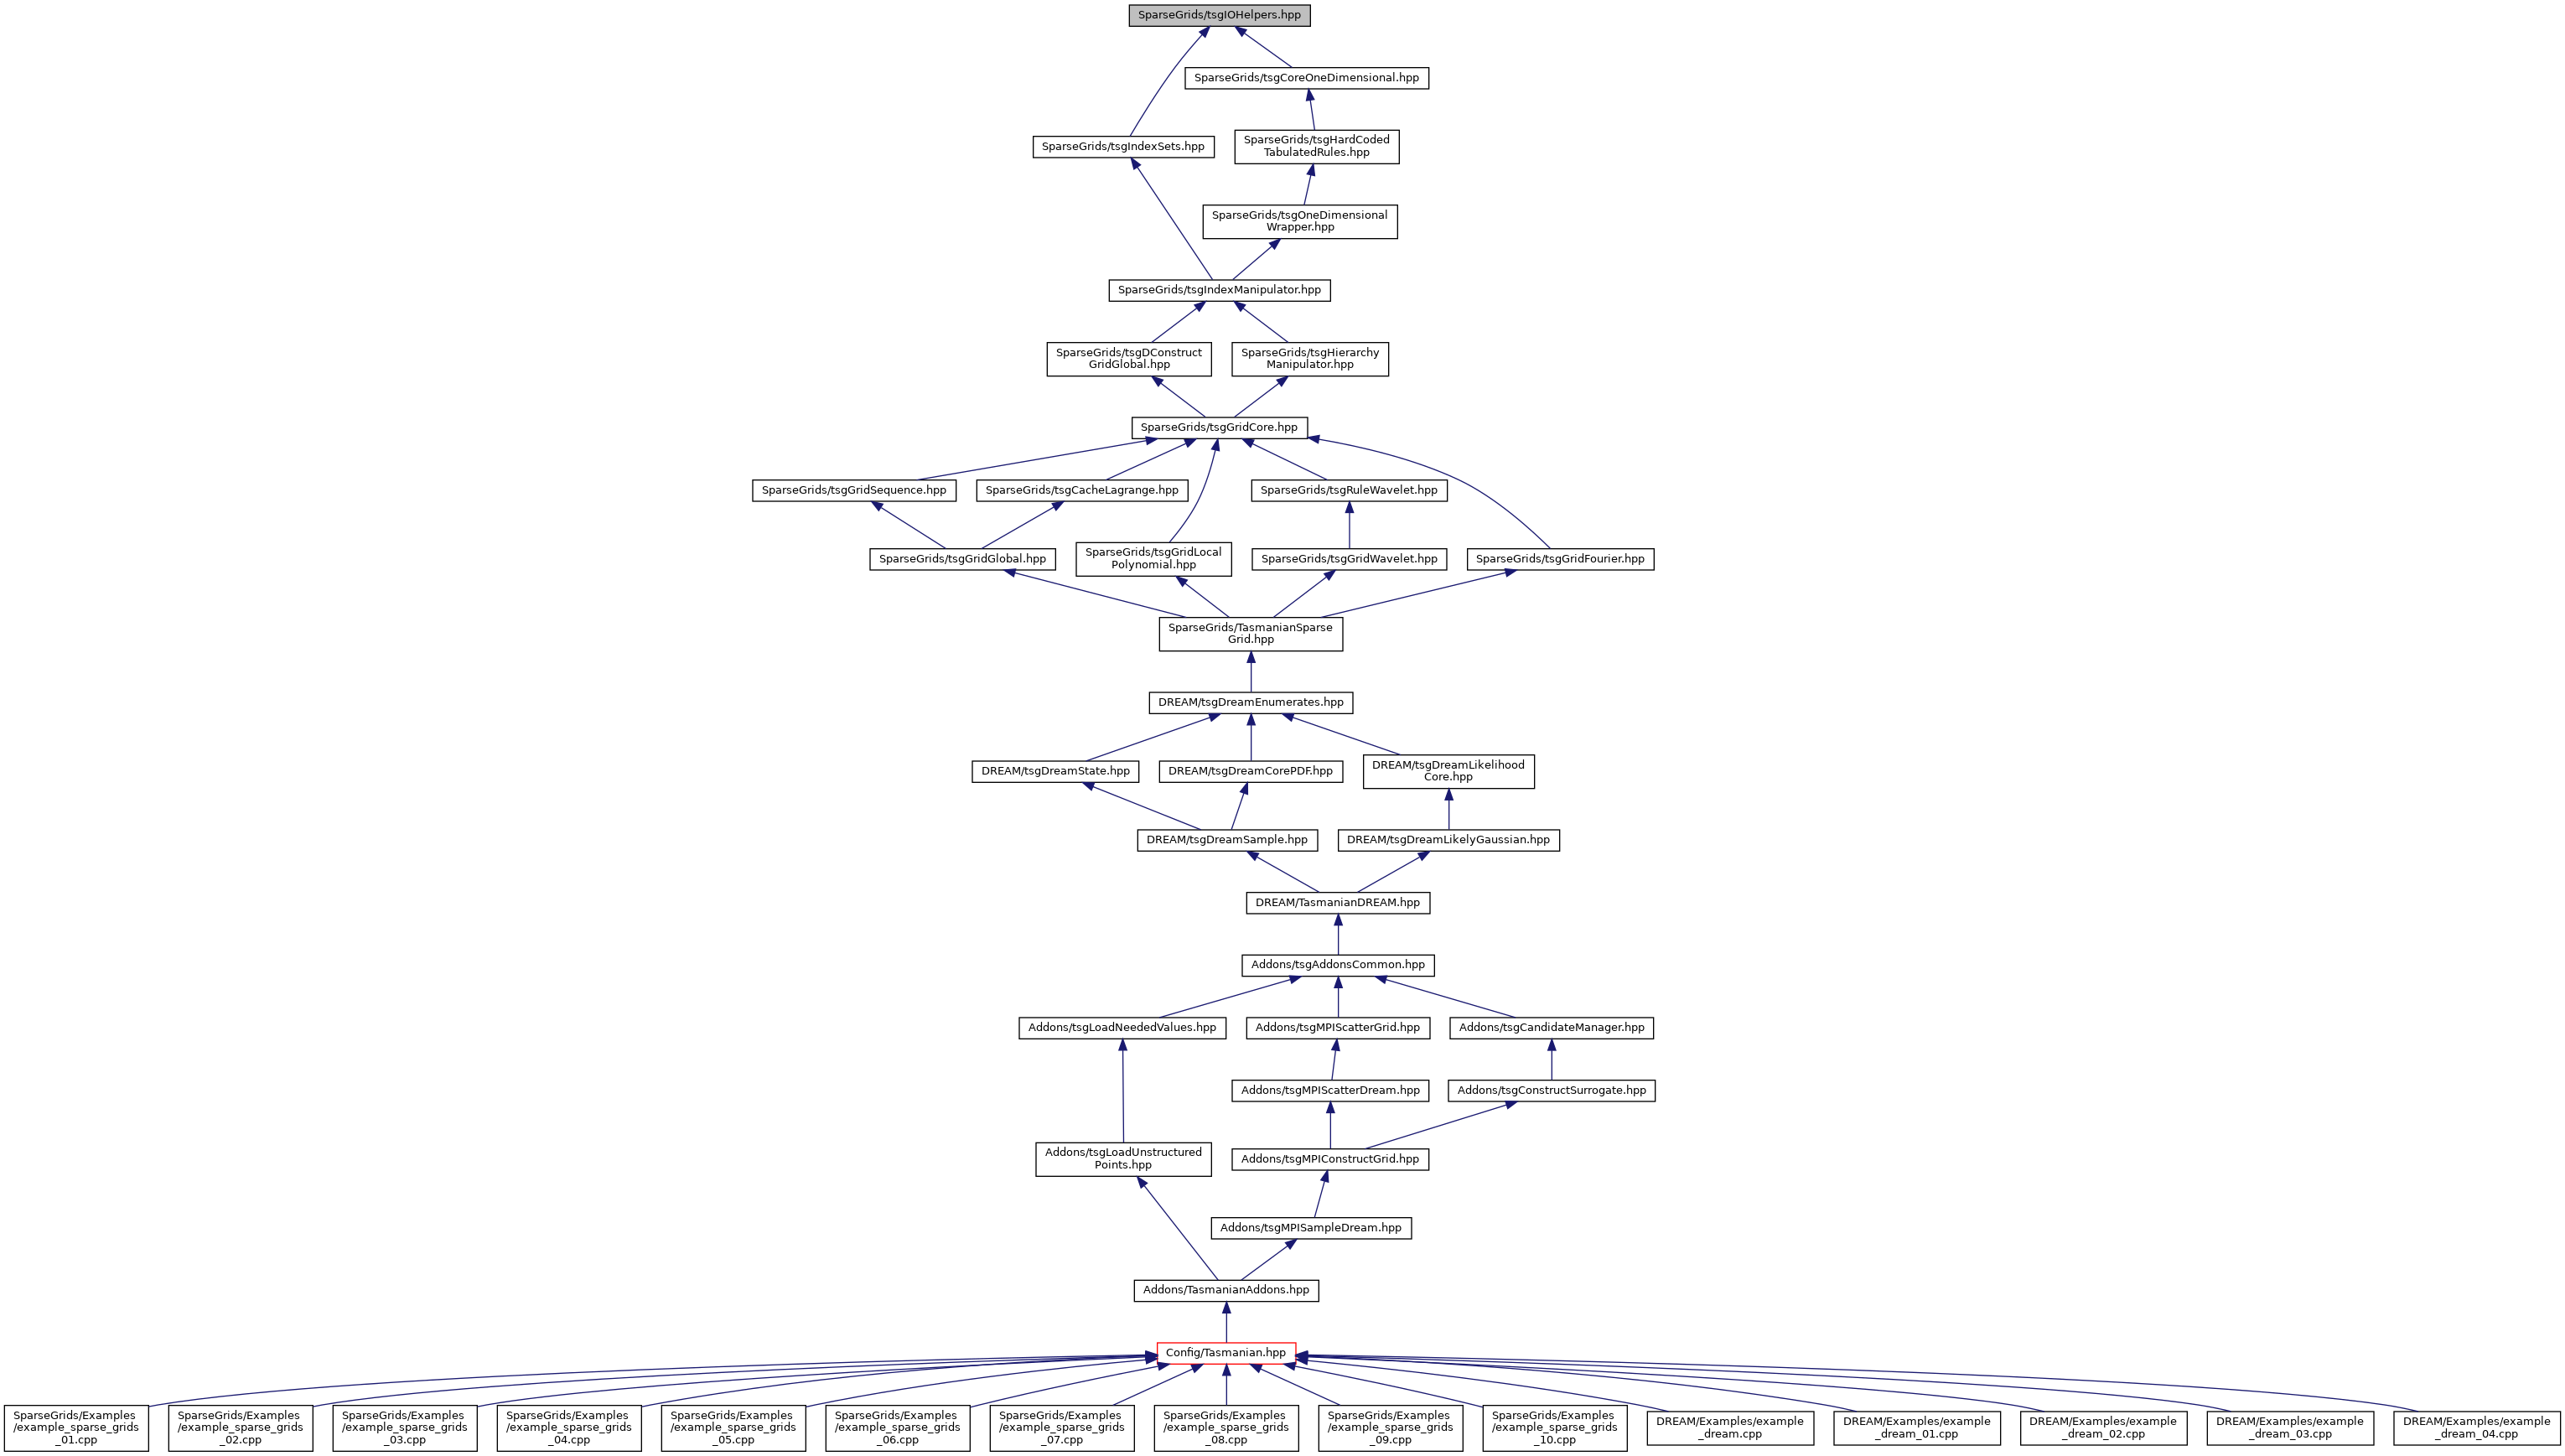 SparseGrids/tsgIOHelpers.hpp
SparseGrids/tsgCoreOneDimensional.hpp
SparseGrids/tsgIndexSets.hpp
SparseGrids/tsgHardCoded
TabulatedRules.hpp
SparseGrids/tsgOneDimensional
Wrapper.hpp
SparseGrids/tsgIndexManipulator.hpp
SparseGrids/tsgDConstruct
GridGlobal.hpp
SparseGrids/tsgHierarchy
Manipulator.hpp
SparseGrids/tsgGridCore.hpp
SparseGrids/tsgGridSequence.hpp
SparseGrids/tsgCacheLagrange.hpp
SparseGrids/tsgRuleWavelet.hpp
SparseGrids/tsgGridGlobal.hpp
SparseGrids/tsgGridLocal
Polynomial.hpp
SparseGrids/tsgGridWavelet.hpp
SparseGrids/tsgGridFourier.hpp
SparseGrids/TasmanianSparse
Grid.hpp
DREAM/tsgDreamEnumerates.hpp
DREAM/tsgDreamState.hpp
DREAM/tsgDreamCorePDF.hpp
DREAM/tsgDreamLikelihood
Core.hpp
DREAM/tsgDreamSample.hpp
DREAM/tsgDreamLikelyGaussian.hpp
DREAM/TasmanianDREAM.hpp
Addons/tsgAddonsCommon.hpp
Addons/tsgLoadNeededValues.hpp
Addons/tsgMPIScatterGrid.hpp
Addons/tsgCandidateManager.hpp
Addons/tsgMPIScatterDream.hpp
Addons/tsgConstructSurrogate.hpp
Addons/tsgLoadUnstructured
Points.hpp
Addons/tsgMPIConstructGrid.hpp
Addons/tsgMPISampleDream.hpp
Addons/TasmanianAddons.hpp
Config/Tasmanian.hpp
SparseGrids/Examples
/example_sparse_grids
_01.cpp
SparseGrids/Examples
/example_sparse_grids
_02.cpp
SparseGrids/Examples
/example_sparse_grids
_03.cpp
SparseGrids/Examples
/example_sparse_grids
_04.cpp
SparseGrids/Examples
/example_sparse_grids
_05.cpp
SparseGrids/Examples
/example_sparse_grids
_06.cpp
SparseGrids/Examples
/example_sparse_grids
_07.cpp
SparseGrids/Examples
/example_sparse_grids
_08.cpp
SparseGrids/Examples
/example_sparse_grids
_09.cpp
SparseGrids/Examples
/example_sparse_grids
_10.cpp
DREAM/Examples/example
_dream.cpp
DREAM/Examples/example
_dream_01.cpp
DREAM/Examples/example
_dream_02.cpp
DREAM/Examples/example
_dream_03.cpp
DREAM/Examples/example
_dream_04.cpp